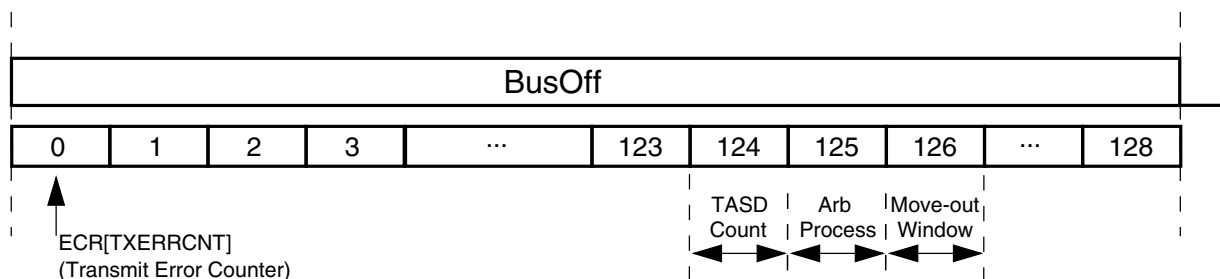 BusOff
0 1 2 3 ... 123 124 125 126 ... 128
TASD Count
Arb Process
Move-out Window
ECR[TXERRCNT]
(Transmit Error Counter)